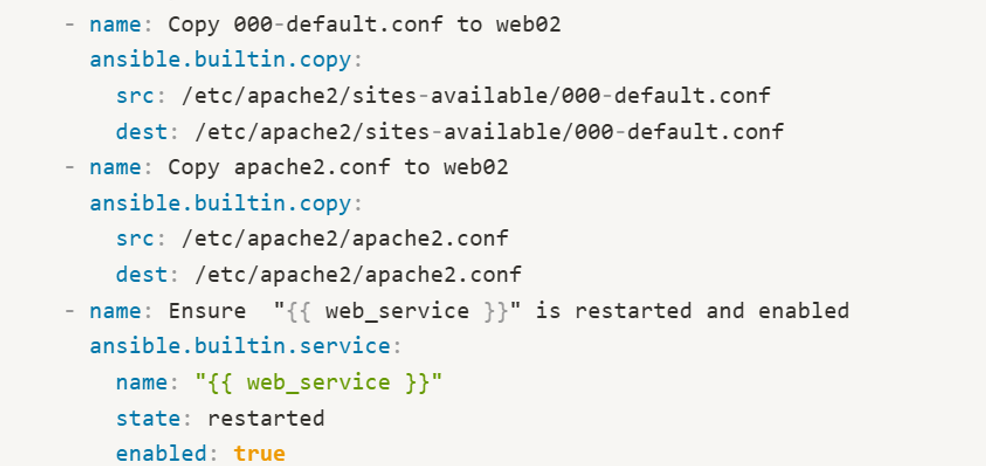 - name: Copy 000-default.conf to web02
  ansible.builtin.copy:
    src: /etc/apache2/sites-available/000-default.conf
    dest: /etc/apache2/sites-available/000-default.conf
- name: Copy apache2.conf to web02
  ansible.builtin.copy:
    src: /etc/apache2/apache2.conf
    dest: /etc/apache2/apache2.conf
- name: Ensure  "{{ web_service }}" is restarted and enabled
  ansible.builtin.service:
    name: "{{ web_service }}"
    state: restarted
    enabled: true